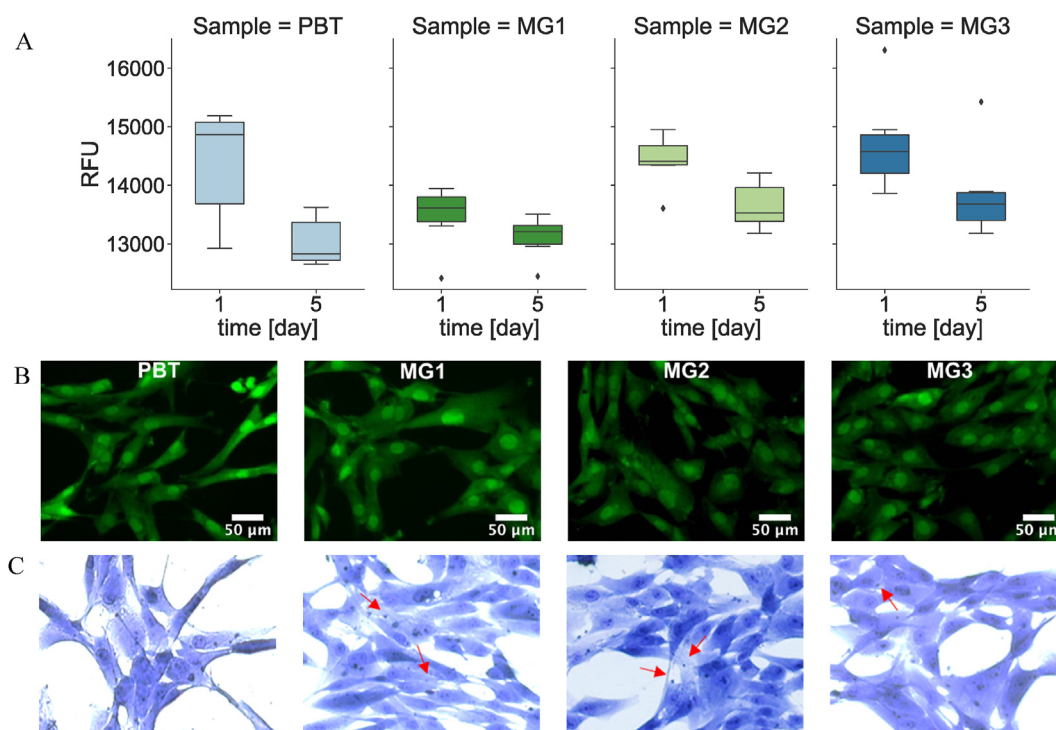 A
Sample = PBT Sample = MG1 Sample = MG2 Sample = MG3
RFU
16000
15000
14000
13000
1 5 1 5 1 5 1 5
time [day] time [day] time [day] time [day]
B
PBT MG1 MG2 MG3
50 µm 50 µm 50 µm 50 µm
C